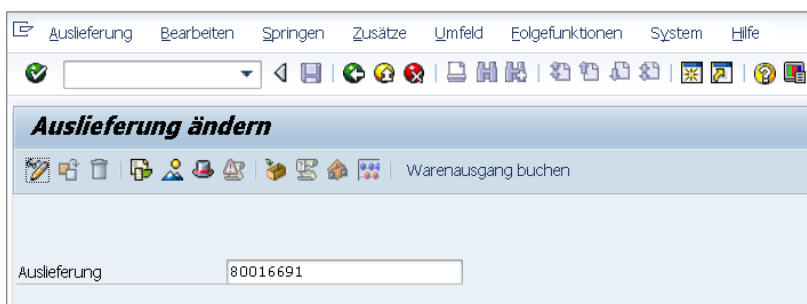 Auslieferung Bearbeiten Springen Zusätze Umfeld Folgefunktionen System Hilfe
Auslieferung ändern
Warenausgang buchen
Auslieferung 80016691